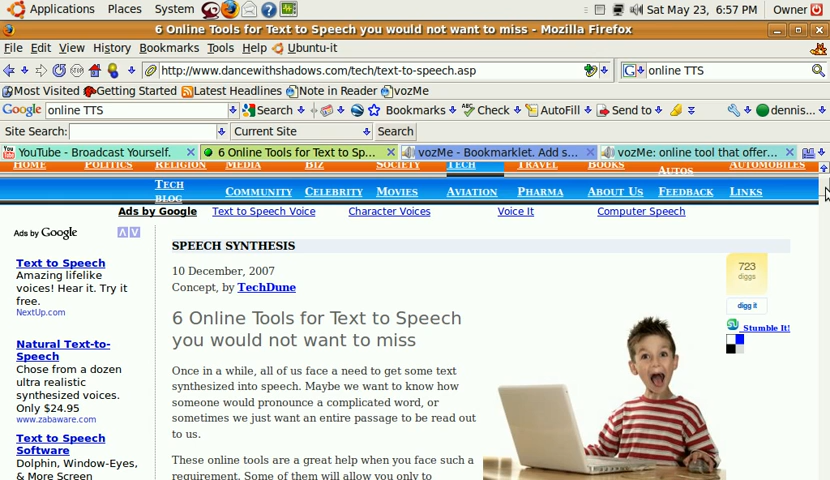 Applications Places System Sat May 23, 6:57 PM Owner
6 Online Tools for Text to Speech you would not want to miss - Mozilla Firefox
File Edit View History Bookmarks Tools Help Ubuntu-it
http://www.dancewithshadows.com/tech/text-to-speech.asp G online TTS
Most Visited Getting Started Latest Headlines Note in Reader vozMe
Google online TTS Search Bookmarks ABC Check AutoFill Send to dennis...
Site Search: Current Site Search
You Tube YouTube - Broadcast Yourself. 6 Online Tools for Text to Sp... vozMe - Bookmarklet. Add s... vozMe: online tool that offer...
HOME POLITICS RELIGION MEDIA BIZ SOCIETY TECH TRAVEL BOOKS AUTOS AUTOMOBILES
TECH BLOG COMMUNITY CELEBRITY MOVIES AVIATION PHARMA ABOUT US FEEDBACK LINKS
Ads by Google Text to Speech Voice Character Voices Voice It Computer Speech
Ads by Google
Text to Speech
Amazing lifelike
voices! Hear it. Try it
free.
NextUp.com
Natural Text-to-
Speech
Chose from a dozen
ultra realistic
synthesized voices.
Only $24.95
www.zabaware.com
Text to Speech
Software
Dolphin, Window-Eyes,
& More Screen
SPEECH SYNTHESIS
10 December, 2007
Concept, by TechDune
6 Online Tools for Text to Speech
you would not want to miss
Once in a while, all of us face a need to get some text
synthesized into speech. Maybe we want to know how
someone would pronounce a complicated word, or
sometimes we just want an entire passage to be read out
to us.
These online tools are a great help when you face such a
requirement. Some of them will allow you only to
723
diggs
digg it
Stumble It!